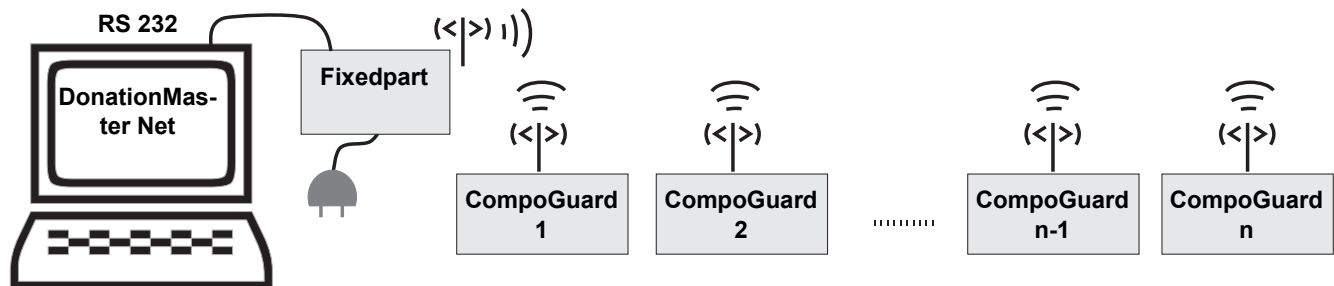 RS 232
Fixedpart
DonationMas-
ter Net
CompoGuard
1
CompoGuard
2
CompoGuard
n-1
CompoGuard
n